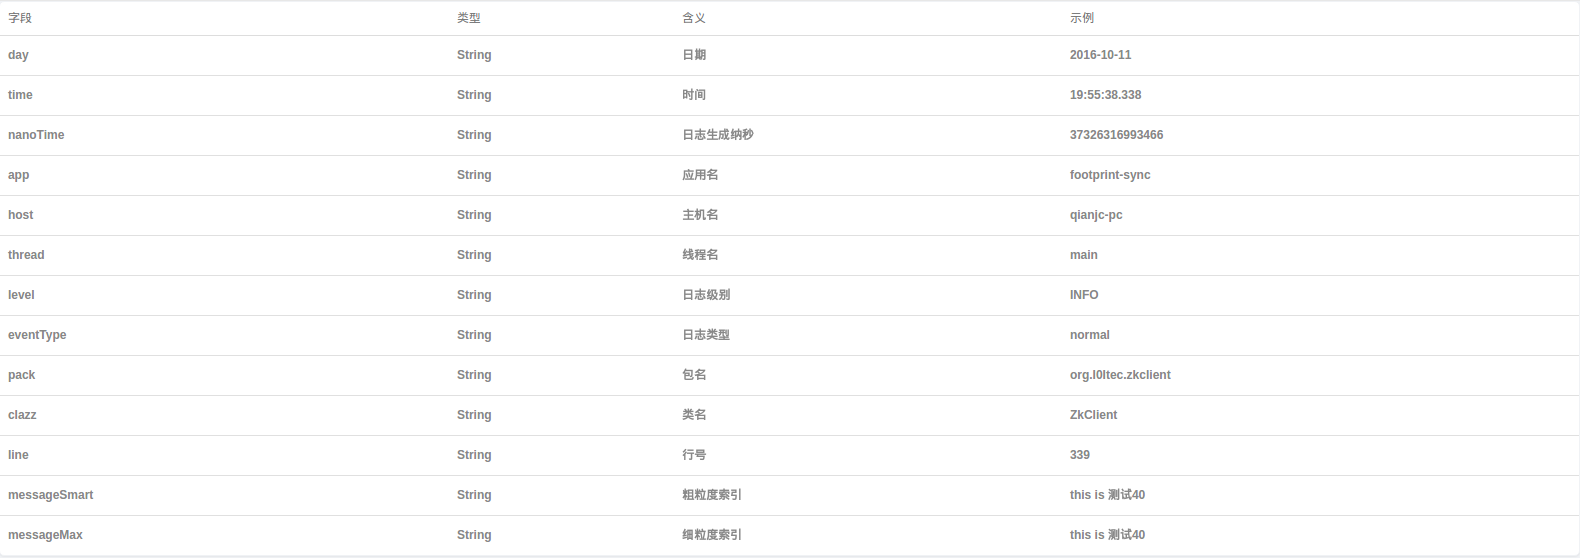 字段 类型 含义 示例
day String 日期 2016-10-11
time String 时间 19:55:38.338
nanoTime String 日志生成纳秒 37326316993466
app String 应用名 footprint-sync
host String 主机名 qianjc-pc
thread String 线程名 main
level String 日志级别 INFO
eventType String 日志类型 normal
pack String 包名 org.I0Itec.zkclient
clazz String 类名 ZkClient
line String 行号 339
messageSmart String 粗粒度索引 this is 测试40
messageMax String 细粒度索引 this is 测试40